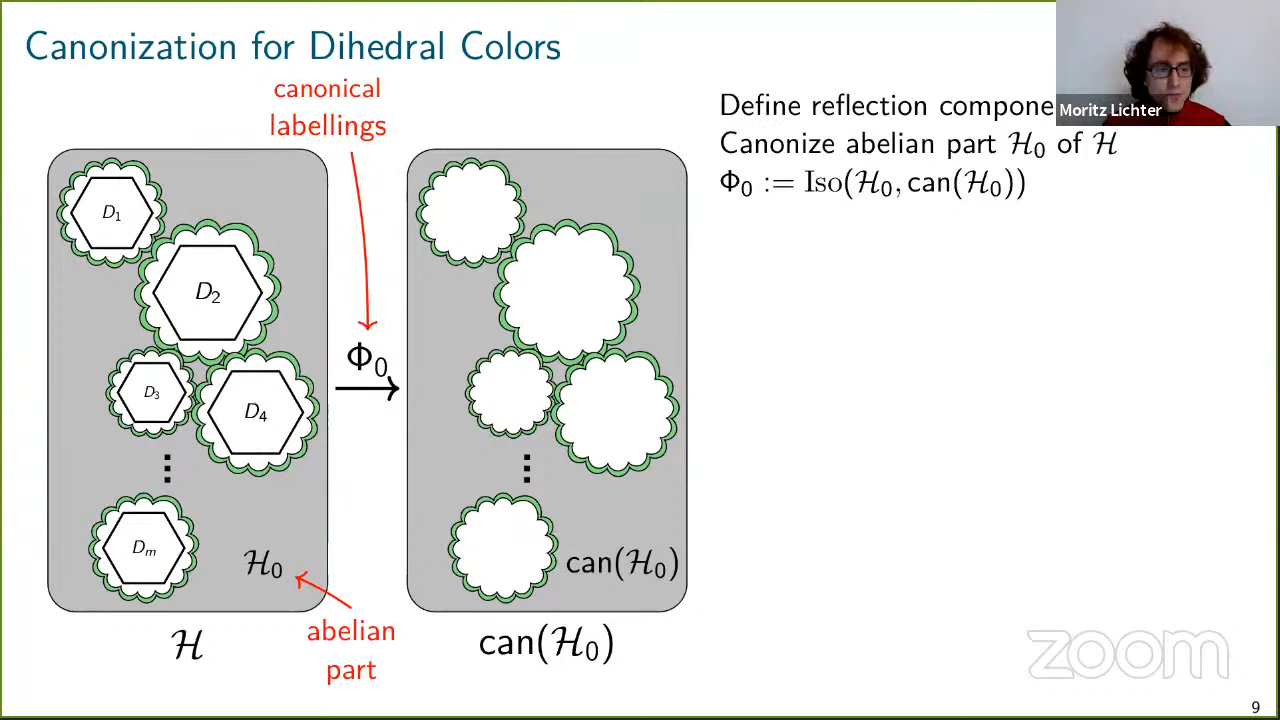 Canonization for Dihedral Colors
canonical
labellings
D₁
D₂
D₃
D₄
⋮
Dₘ
ℋ₀
ℋ
abelian
part
Φ₀
⋮
can(ℋ₀)
can(ℋ₀)
Define reflection
Canonize abelian part ℋ₀ of ℋ
Φ₀ := Iso(ℋ₀, can(ℋ₀))
Moritz Lichter
zoom
9